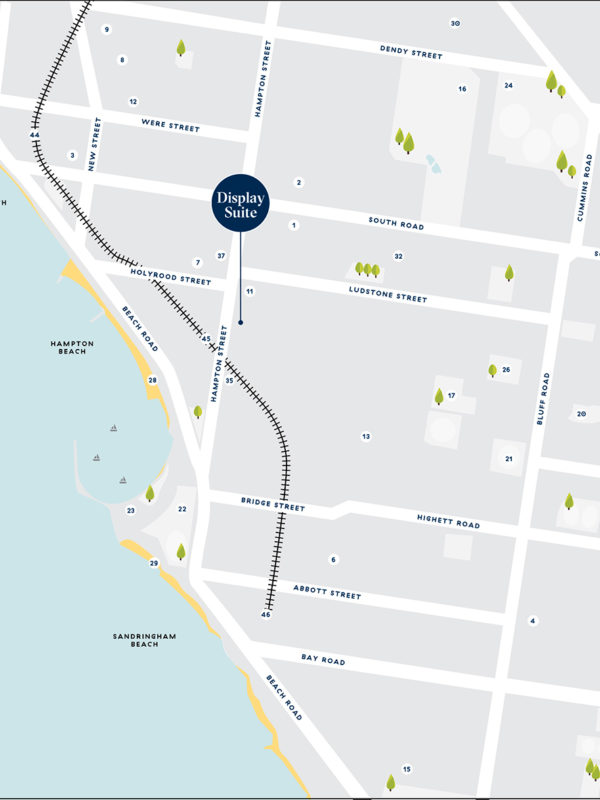 30
9
DENDY STREET
8
HAMPTON STREET
16
24
12
WERE STREET
44
NEW STREET
3
CUMMINS ROAD
2
H
Display
Suite
SOUTH ROAD
1
37
32
7
HOLYROOD STREET
11
LUDSTONE STREET
BEACH ROAD
45
HAMPTON
BEACH
HAMPTON STREET
26
28
35
17
BLUFF ROAD
20
13
21
BRIDGE STREET
23
22
HIGHETT ROAD
6
29
ABBOTT STREET
46
4
SANDRINGHAM
BEACH
BAY ROAD
BEACH ROAD
15